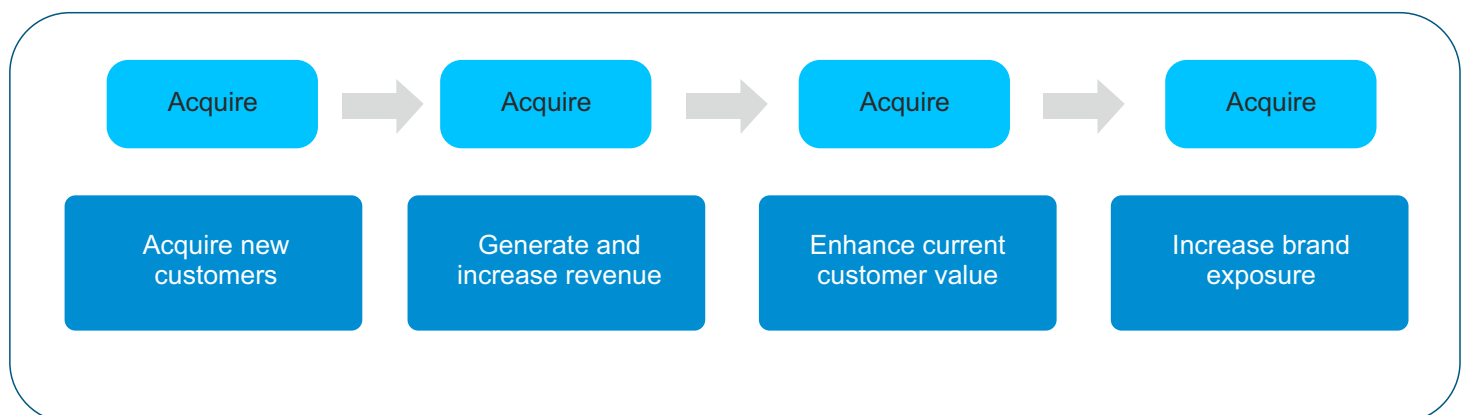 Acquire
Acquire
Acquire
Acquire
Acquire new
customers
Generate and
increase revenue
Enhance current
customer value
Increase brand
exposure